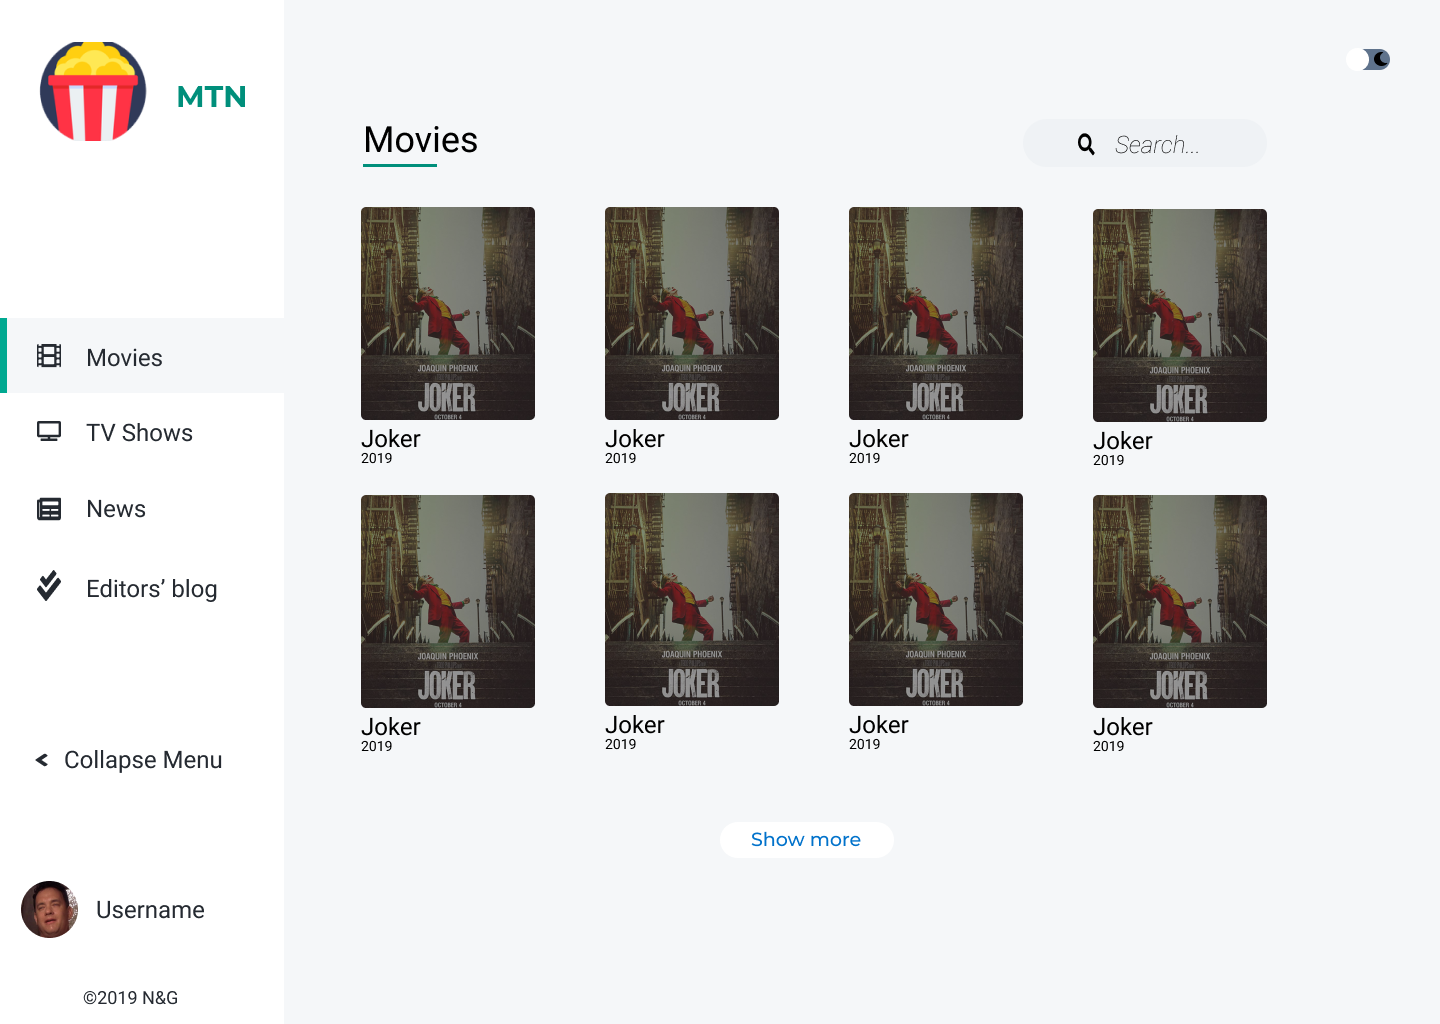 MTN
Movies
Search...
Movies
TV Shows
News
Editors’ blog
Collapse Menu
Username
©2019 N&G
JOAQUIN PHOENIX
JOKER
OCTOBER 4
Joker
2019
JOAQUIN PHOENIX
JOKER
OCTOBER 4
Joker
2019
JOAQUIN PHOENIX
JOKER
OCTOBER 4
Joker
2019
JOAQUIN PHOENIX
JOKER
OCTOBER 4
Joker
2019
JOAQUIN PHOENIX
JOKER
OCTOBER 4
Joker
2019
JOAQUIN PHOENIX
JOKER
OCTOBER 4
Joker
2019
JOAQUIN PHOENIX
JOKER
OCTOBER 4
Joker
2019
JOAQUIN PHOENIX
JOKER
OCTOBER 4
Joker
2019
Show more